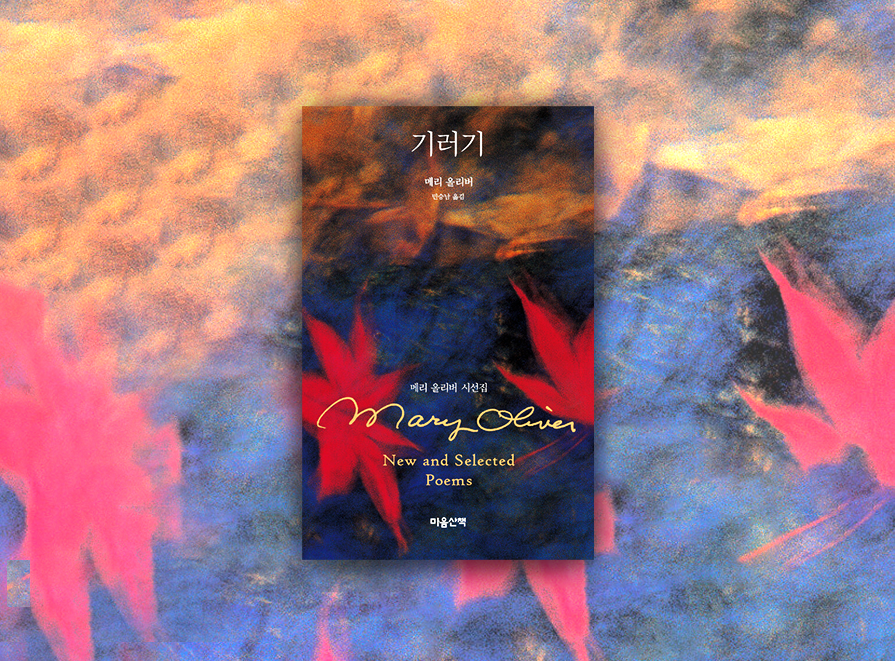 기러기
메리 올리버
민승남 옮김
메리 올리버 시선집
Mary Oliver
New and Selected
Poems
마음산책